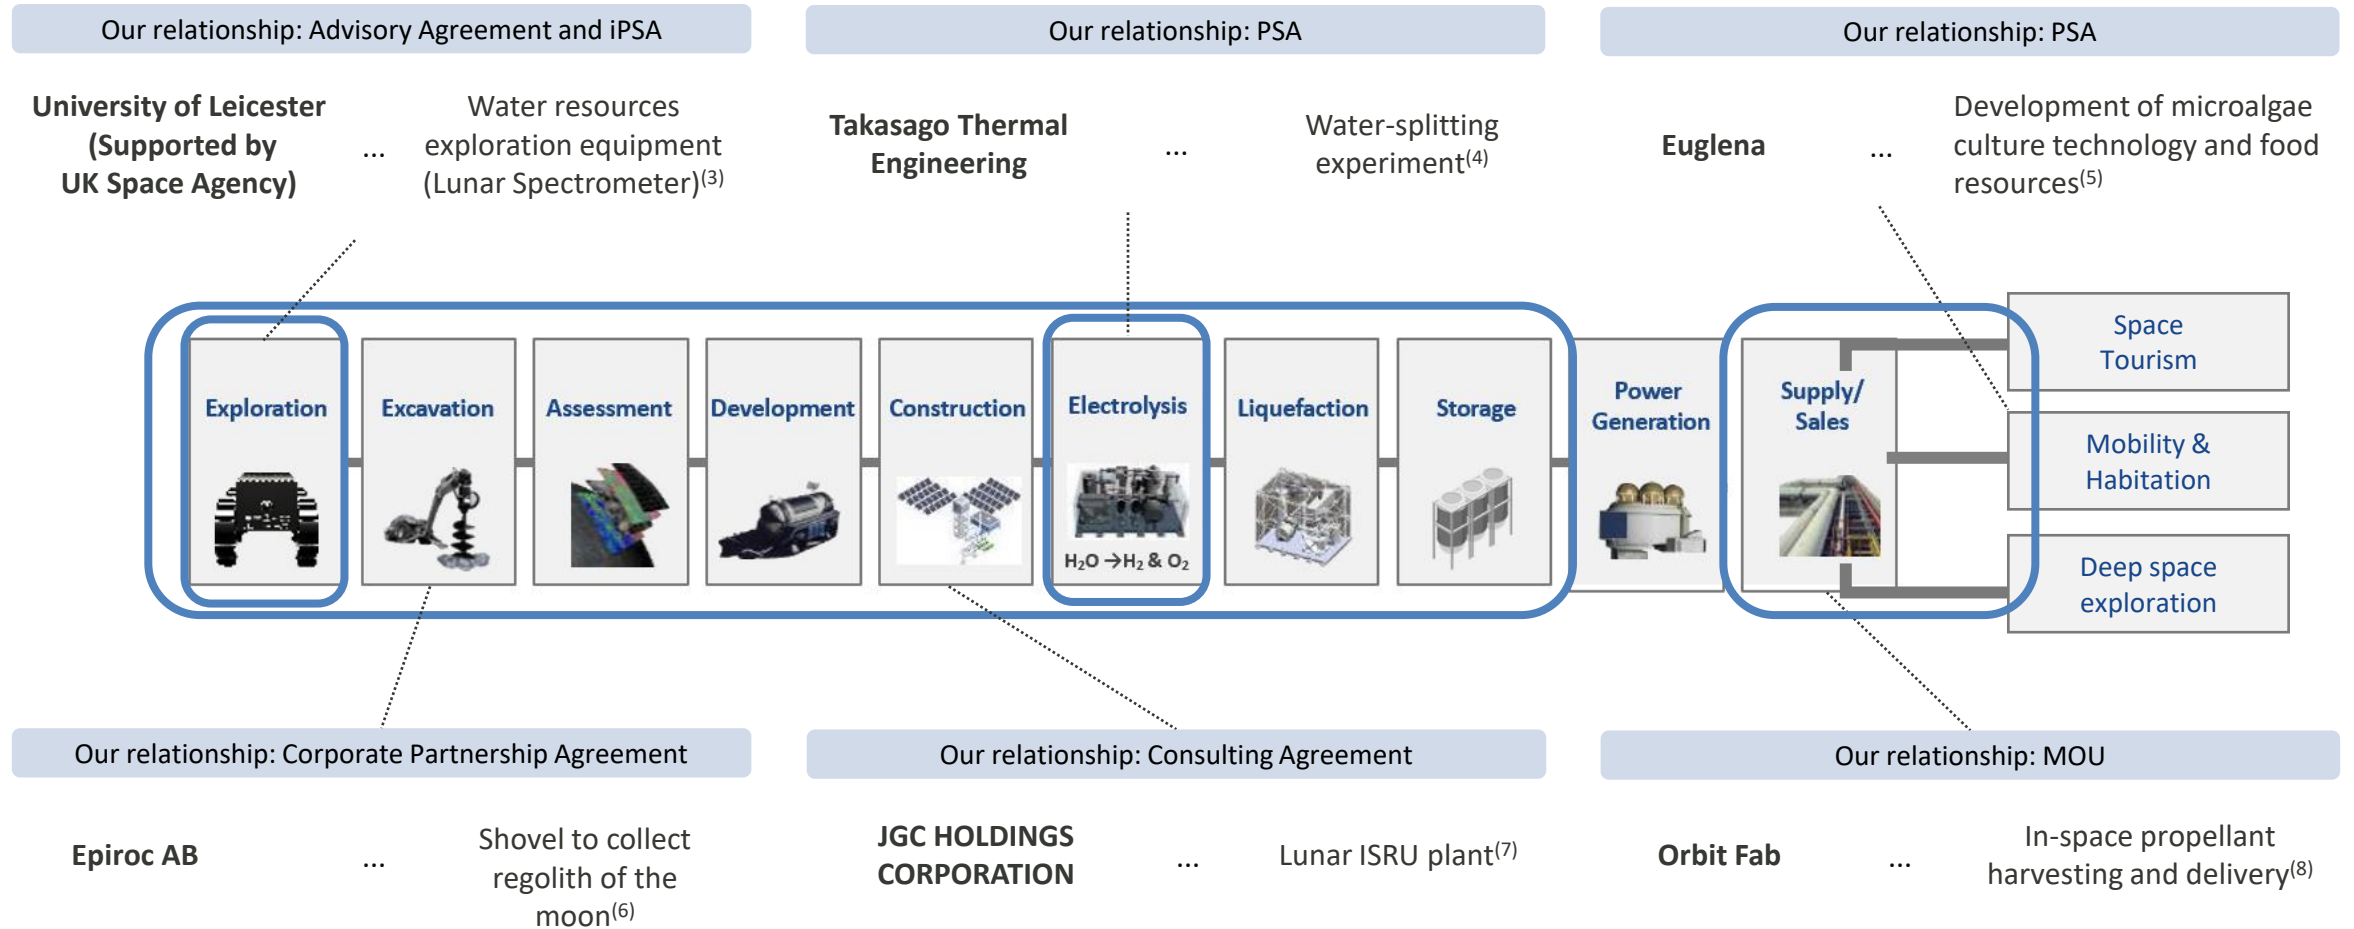 Our relationship: Advisory Agreement and iPSA
University of Leicester
(Supported by
UK Space Agency)
...
Water resources
exploration equipment
(Lunar Spectrometer)(3)
Our relationship: PSA
Takasago Thermal
Engineering
...
Water-splitting
experiment(4)
Our relationship: PSA
Euglena
...
Development of microalgae
culture technology and food
resources(5)
Exploration
Excavation
Assessment
Development
Construction
Electrolysis
H₂O →H₂ & O₂
Liquefaction
Storage
Power
Generation
Supply/
Sales
Space
Tourism
Mobility &
Habitation
Deep space
exploration
Our relationship: Corporate Partnership Agreement
Epiroc AB
...
Shovel to collect
regolith of the
moon(6)
Our relationship: Consulting Agreement
JGC HOLDINGS
CORPORATION
...
Lunar ISRU plant(7)
Our relationship: MOU
Orbit Fab
...
In-space propellant
harvesting and delivery(8)